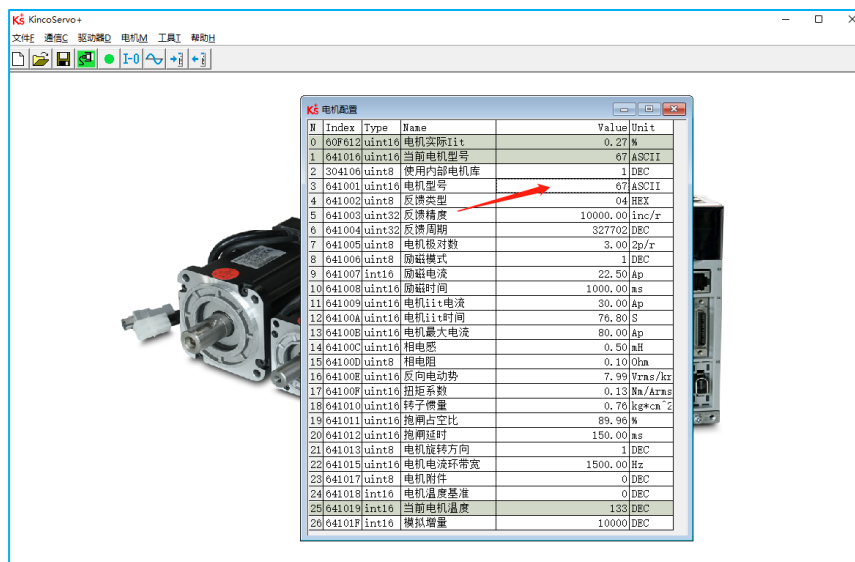 KS KincoServo+
文件F 通信C 驱动器D 电机M 工具T 帮助H
I-0
KS 电机配置
N Index Type Name Value Unit
0 60F612 uint16 电机实际Iit 0.27 %
1 641016 uint16 当前电机型号 67 ASCII
2 304106 uint8 使用内部电机库 1 DEC
3 641001 uint16 电机型号 67 ASCII
4 641002 uint8 反馈类型 04 HEX
5 641003 uint32 反馈精度 10000.00 inc/r
6 641004 uint32 反馈周期 327702 DEC
7 641005 uint8 电机极对数 3.00 2p/r
8 641006 uint8 励磁模式 1 DEC
9 641007 int16 励磁电流 22.50 Ap
10 641008 uint16 励磁时间 1000.00 ms
11 641009 uint16 电机iit电流 30.00 Ap
12 64100A uint16 电机iit时间 76.80 S
13 64100B uint16 电机最大电流 80.00 Ap
14 64100C uint16 相电感 0.50 mH
15 64100D uint8 相电阻 0.10 Ohm
16 64100E uint16 反向电动势 7.99 Vrms/kr
17 64100F uint16 扭矩系数 0.13 Nm/Arms
18 641010 uint16 转子惯量 0.76 kg*cm^2
19 641011 uint16 抱闸占空比 89.96 %
20 641012 uint16 抱闸延时 150.00 ms
21 641013 uint8 电机旋转方向 1 DEC
22 641015 uint16 电机电流环带宽 1500.00 Hz
23 641017 uint8 电机附件 0 DEC
24 641018 int16 电机温度基准 0 DEC
25 641019 int16 当前电机温度 133 DEC
26 64101F int16 模拟增量 10000 DEC